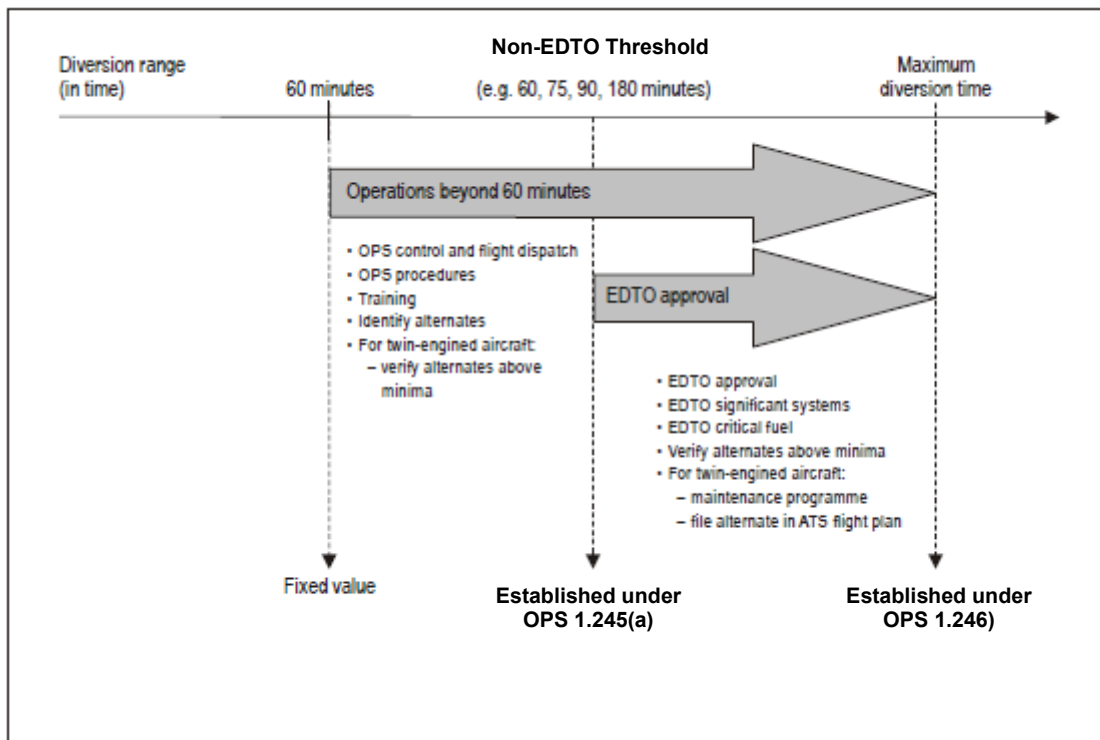 Non-EDTO Threshold
Diversion range
(in time)
60 minutes
(e.g. 60, 75, 90, 180 minutes)
Maximum
diversion time
Operations beyond 60 minutes
• OPS control and flight dispatch
• OPS procedures
• Training
• Identify alternates
• For twin-engined aircraft:
– verify alternates above
minima
EDTO approval
• EDTO approval
• EDTO significant systems
• EDTO critical fuel
• Verify alternates above minima
• For twin-engined aircraft:
– maintenance programme
– file alternate in ATS flight plan
Fixed value
Established under
OPS 1.245(a)
Established under
OPS 1.246)